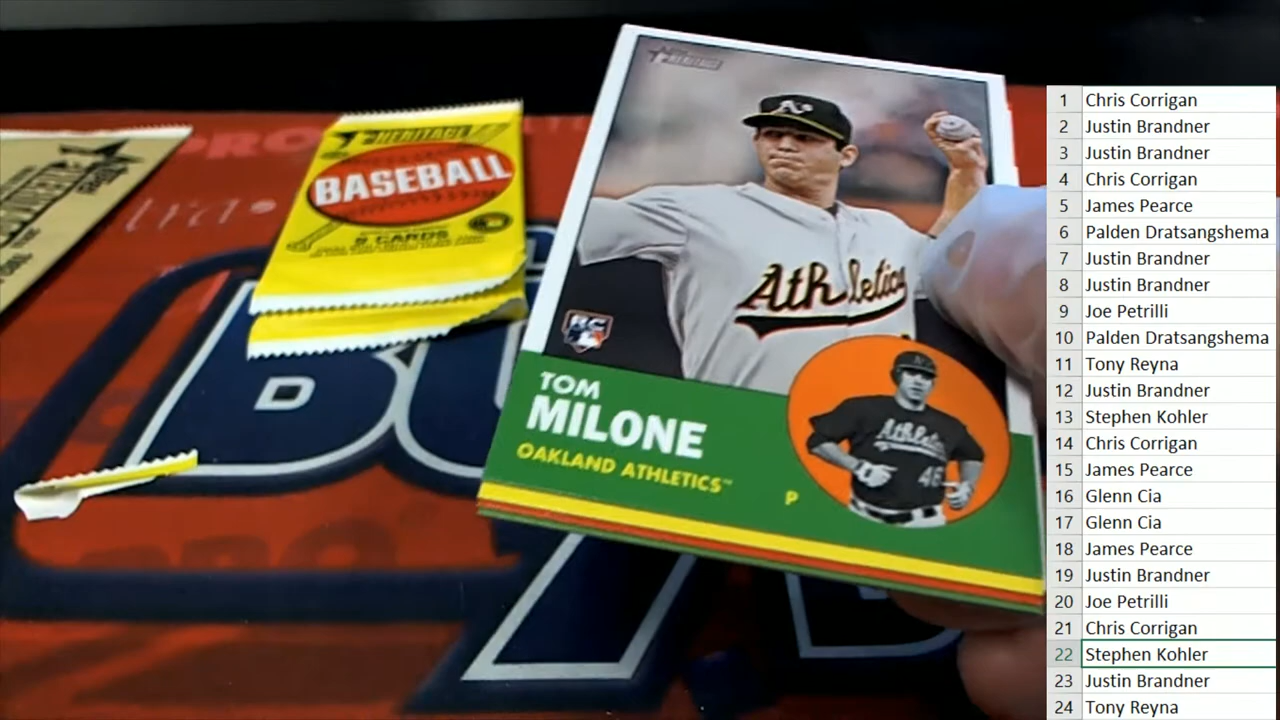 HERITAGE
BASEBALL
CARDS
HERITAGE
A's
Athletics
RC
TOM
MILONE
OAKLAND ATHLETICS™
P
Athletics
46
PRO
1 Chris Corrigan
2 Justin Brandner
3 Justin Brandner
4 Chris Corrigan
5 James Pearce
6 Palden Dratsangshema
7 Justin Brandner
8 Justin Brandner
9 Joe Petrilli
10 Palden Dratsangshema
11 Tony Reyna
12 Justin Brandner
13 Stephen Kohler
14 Chris Corrigan
15 James Pearce
16 Glenn Cia
17 Glenn Cia
18 James Pearce
19 Justin Brandner
20 Joe Petrilli
21 Chris Corrigan
22 Stephen Kohler
23 Justin Brandner
24 Tony Reyna